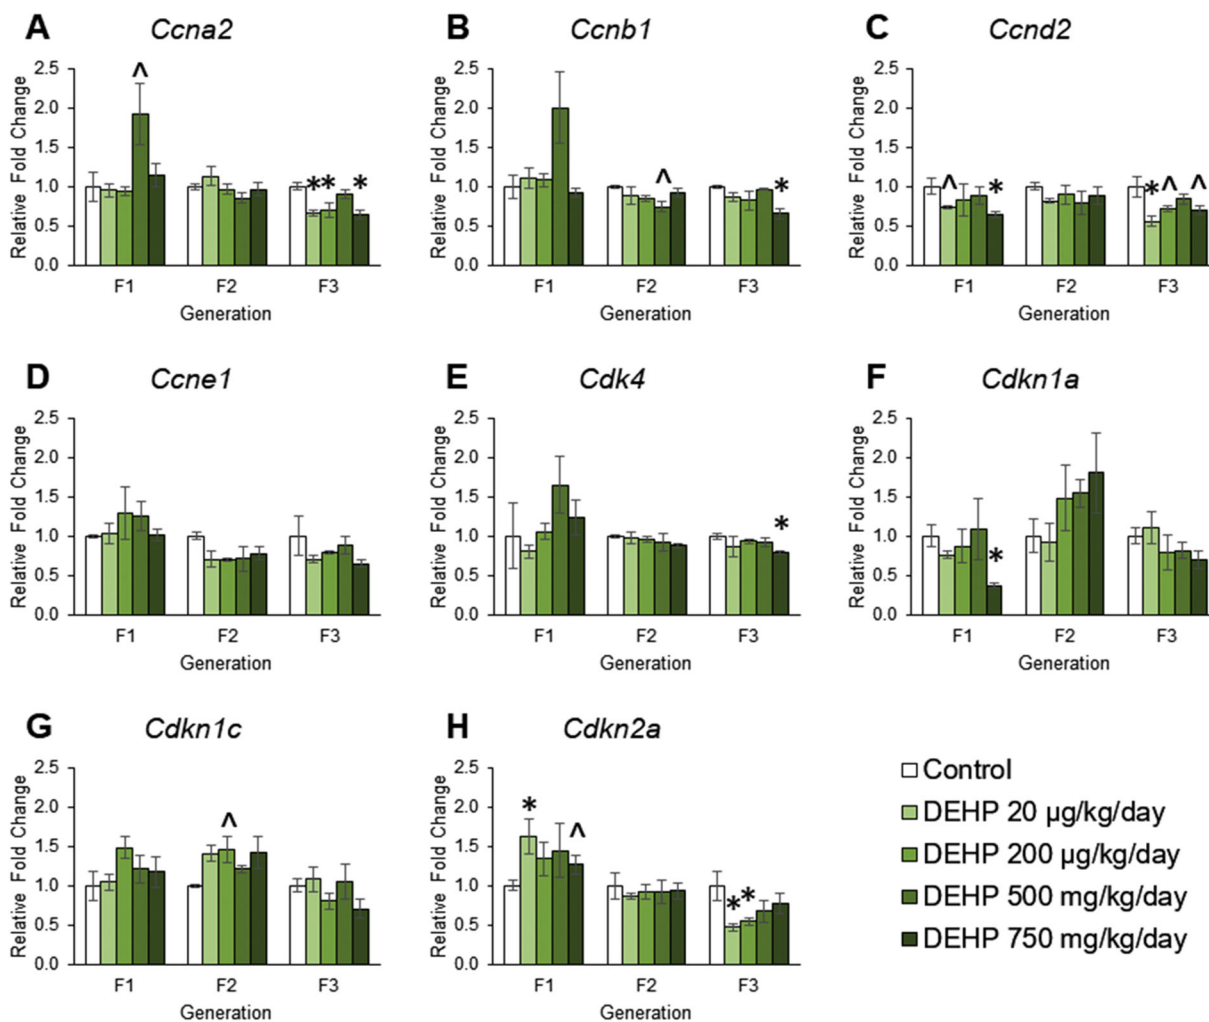 A Ccna2
Relative Fold Change
2.5
2.0
1.5
1.0
0.5
0.0
^
** *
F1 F2 F3
Generation
B Ccnb1
Relative Fold Change
2.5
2.0
1.5
1.0
0.5
0.0
^
*
F1 F2 F3
Generation
C Ccnd2
Relative Fold Change
2.5
2.0
1.5
1.0
0.5
0.0
^ * * ^ ^
F1 F2 F3
Generation
D Ccne1
Relative Fold Change
2.5
2.0
1.5
1.0
0.5
0.0
F1 F2 F3
Generation
E Cdk4
Relative Fold Change
2.5
2.0
1.5
1.0
0.5
0.0
*
F1 F2 F3
Generation
F Cdkn1a
Relative Fold Change
2.5
2.0
1.5
1.0
0.5
0.0
*
F1 F2 F3
Generation
G Cdkn1c
Relative Fold Change
2.5
2.0
1.5
1.0
0.5
0.0
^
F1 F2 F3
Generation
H Cdkn2a
Relative Fold Change
2.5
2.0
1.5
1.0
0.5
0.0
* ^
* *
F1 F2 F3
Generation
Control
DEHP 20 µg/kg/day
DEHP 200 µg/kg/day
DEHP 500 mg/kg/day
DEHP 750 mg/kg/day